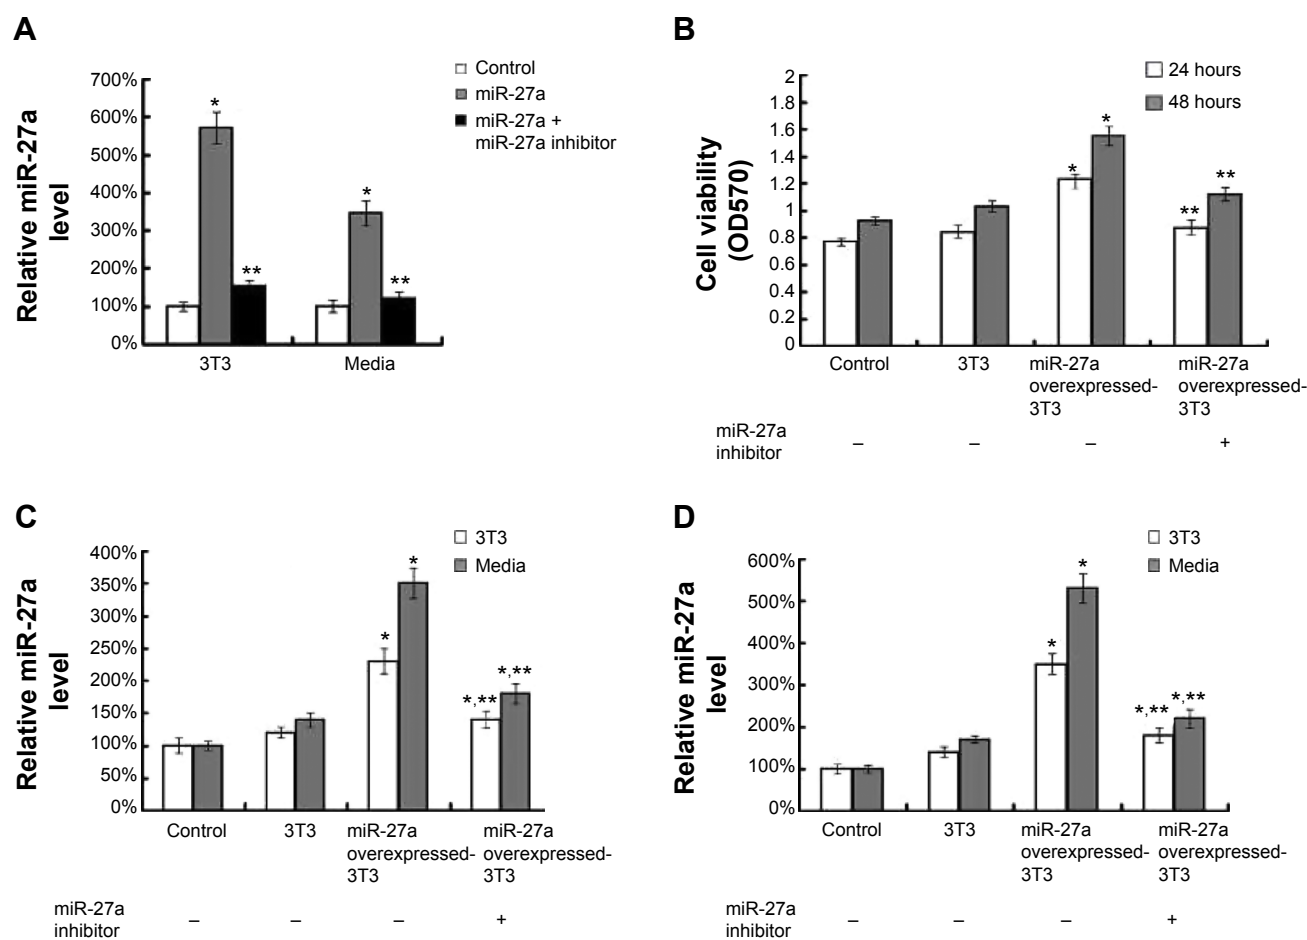 A
Relative miR-27a
level
700%
600%
500%
400%
300%
200%
100%
0%
*
**
*
**
3T3
Media
Control
miR-27a
miR-27a +
miR-27a inhibitor
B
Cell viability
(OD570)
2
1.8
1.6
1.4
1.2
1
0.8
0.6
0.4
0.2
0
24 hours
48 hours
*
*
**
**
Control
3T3
miR-27a
overexpressed-
3T3
miR-27a
overexpressed-
3T3
miR-27a
inhibitor
–
–
–
+
C
Relative miR-27a
level
400%
350%
300%
250%
200%
150%
100%
50%
0%
3T3
Media
*
*
*,**
*,**
Control
3T3
miR-27a
overexpressed-
3T3
miR-27a
overexpressed-
3T3
miR-27a
inhibitor
–
–
–
+
D
Relative miR-27a
level
600%
500%
400%
300%
200%
100%
0%
3T3
Media
*
*
*,**
*,**
Control
3T3
miR-27a
overexpressed-
3T3
miR-27a
overexpressed-
3T3
miR-27a
inhibitor
–
–
–
+